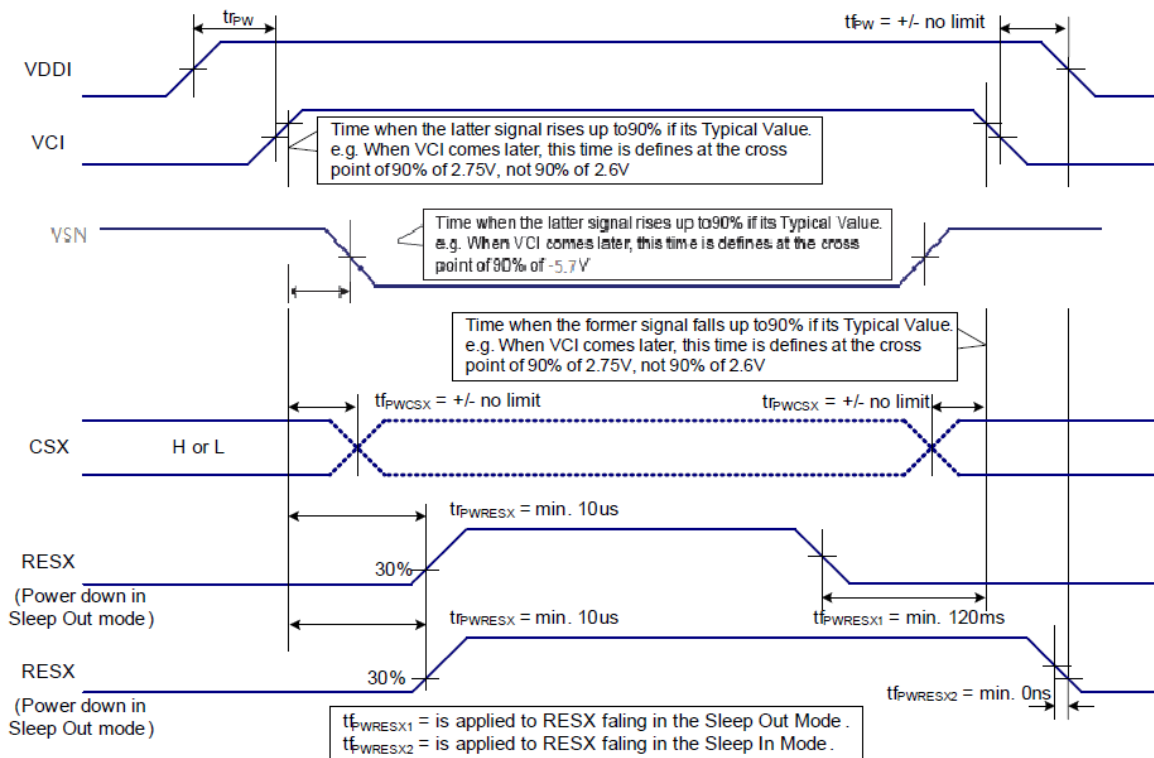 trPW
tfPW = +/- no limit
VDDI
VCI
Time when the latter signal rises up to90% if its Typical Value.
e.g. When VCI comes later, this time is defines at the cross
point of 90% of 2.75V, not 90% of 2.6V
VSN
Time when the latter signal rises up to90% if its Typical Value.
e.g. When VCI comes later, this time is defines at the cross
point of 90% of -5.7V
Time when the former signal falls up to90% if its Typical Value.
e.g. When VCI comes later, this time is defines at the cross
point of 90% of 2.75V, not 90% of 2.6V
tfPWCSX = +/- no limit
trPWCSX = +/- no limit
CSX
H or L
trPWRESX = min. 10us
RESX
(Power down in
Sleep Out mode)
30%
trPWRESX = min. 10us
tfPWRESX1 = min. 120ms
RESX
(Power down in
Sleep Out mode)
30%
tfPWRESX2 = min. 0ns
tfPWRESX1 = is applied to RESX faling in the Sleep Out Mode.
tfPWRESX2 = is applied to RESX faling in the Sleep In Mode.